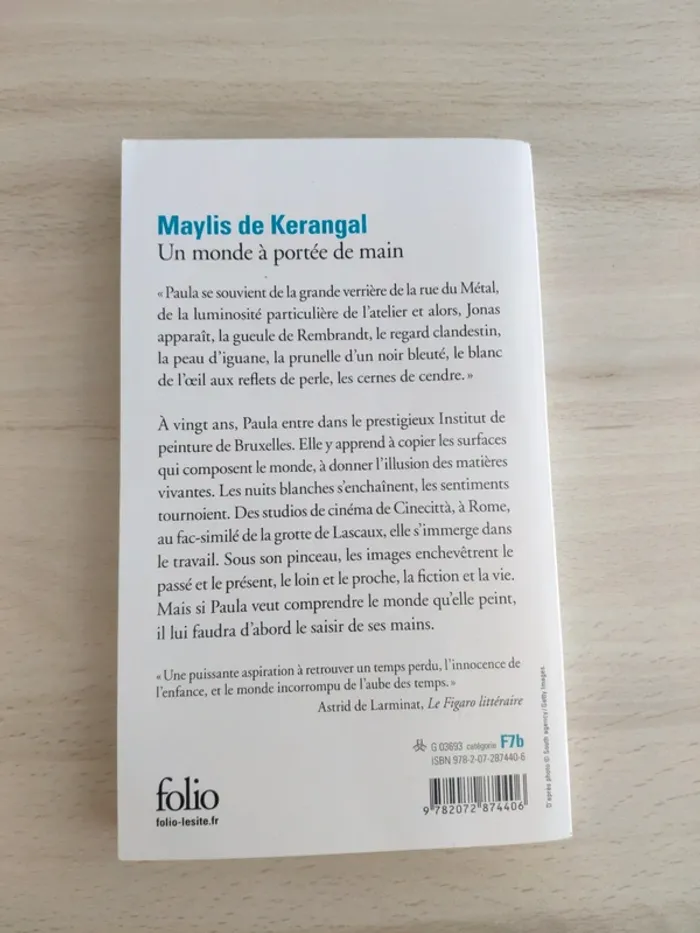 Maylis de Kerangal
Un monde à portée de main
« Paula se souvient de la grande verrière de la rue du Métal,
de la luminosité particulière de l'atelier et alors, Jonas
apparaît, la gueule de Rembrandt, le regard clandestin,
la peau d'iguane, la prunelle d'un noir bleuté, le blanc
de l'œil aux reflets de perle, les cernes de cendre. »
À vingt ans, Paula entre dans le prestigieux Institut de
peinture de Bruxelles. Elle y apprend à copier les surfaces
qui composent le monde, à donner l'illusion des matières
vivantes. Les nuits blanches s'enchaînent, les sentiments
tournoient. Des studios de cinéma de Cinecittà, à Rome,
au fac-similé de la grotte de Lascaux, elle s'immerge dans
le travail. Sous son pinceau, les images enchevêtrent le
passé et le présent, le loin et le proche, la fiction et la vie.
Mais si Paula veut comprendre le monde qu'elle peint,
il lui faudra d'abord le saisir de ses mains.
« Une puissante aspiration à retrouver un temps perdu, l'innocence de
l'enfance, et le monde incorrompu de l'aube des temps. »
Astrid de Larminat, Le Figaro littéraire
G 03693 catégorie F7b
ISBN 978-2-07-287440-6
9 782072 874406
folio
folio-lesite.fr
D'après photo © South agency / Getty Images.